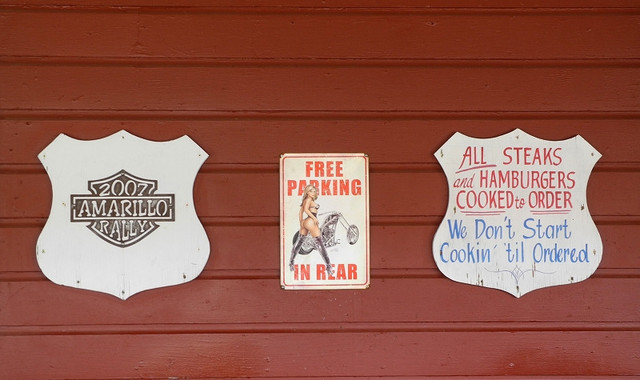 2007
AMARILLO
RALLY
FREE
PARKING
IN REAR
ALL STEAKS
and HAMBURGERS
COOKED to ORDER
We Don't Start
Cookin' 'til Ordered